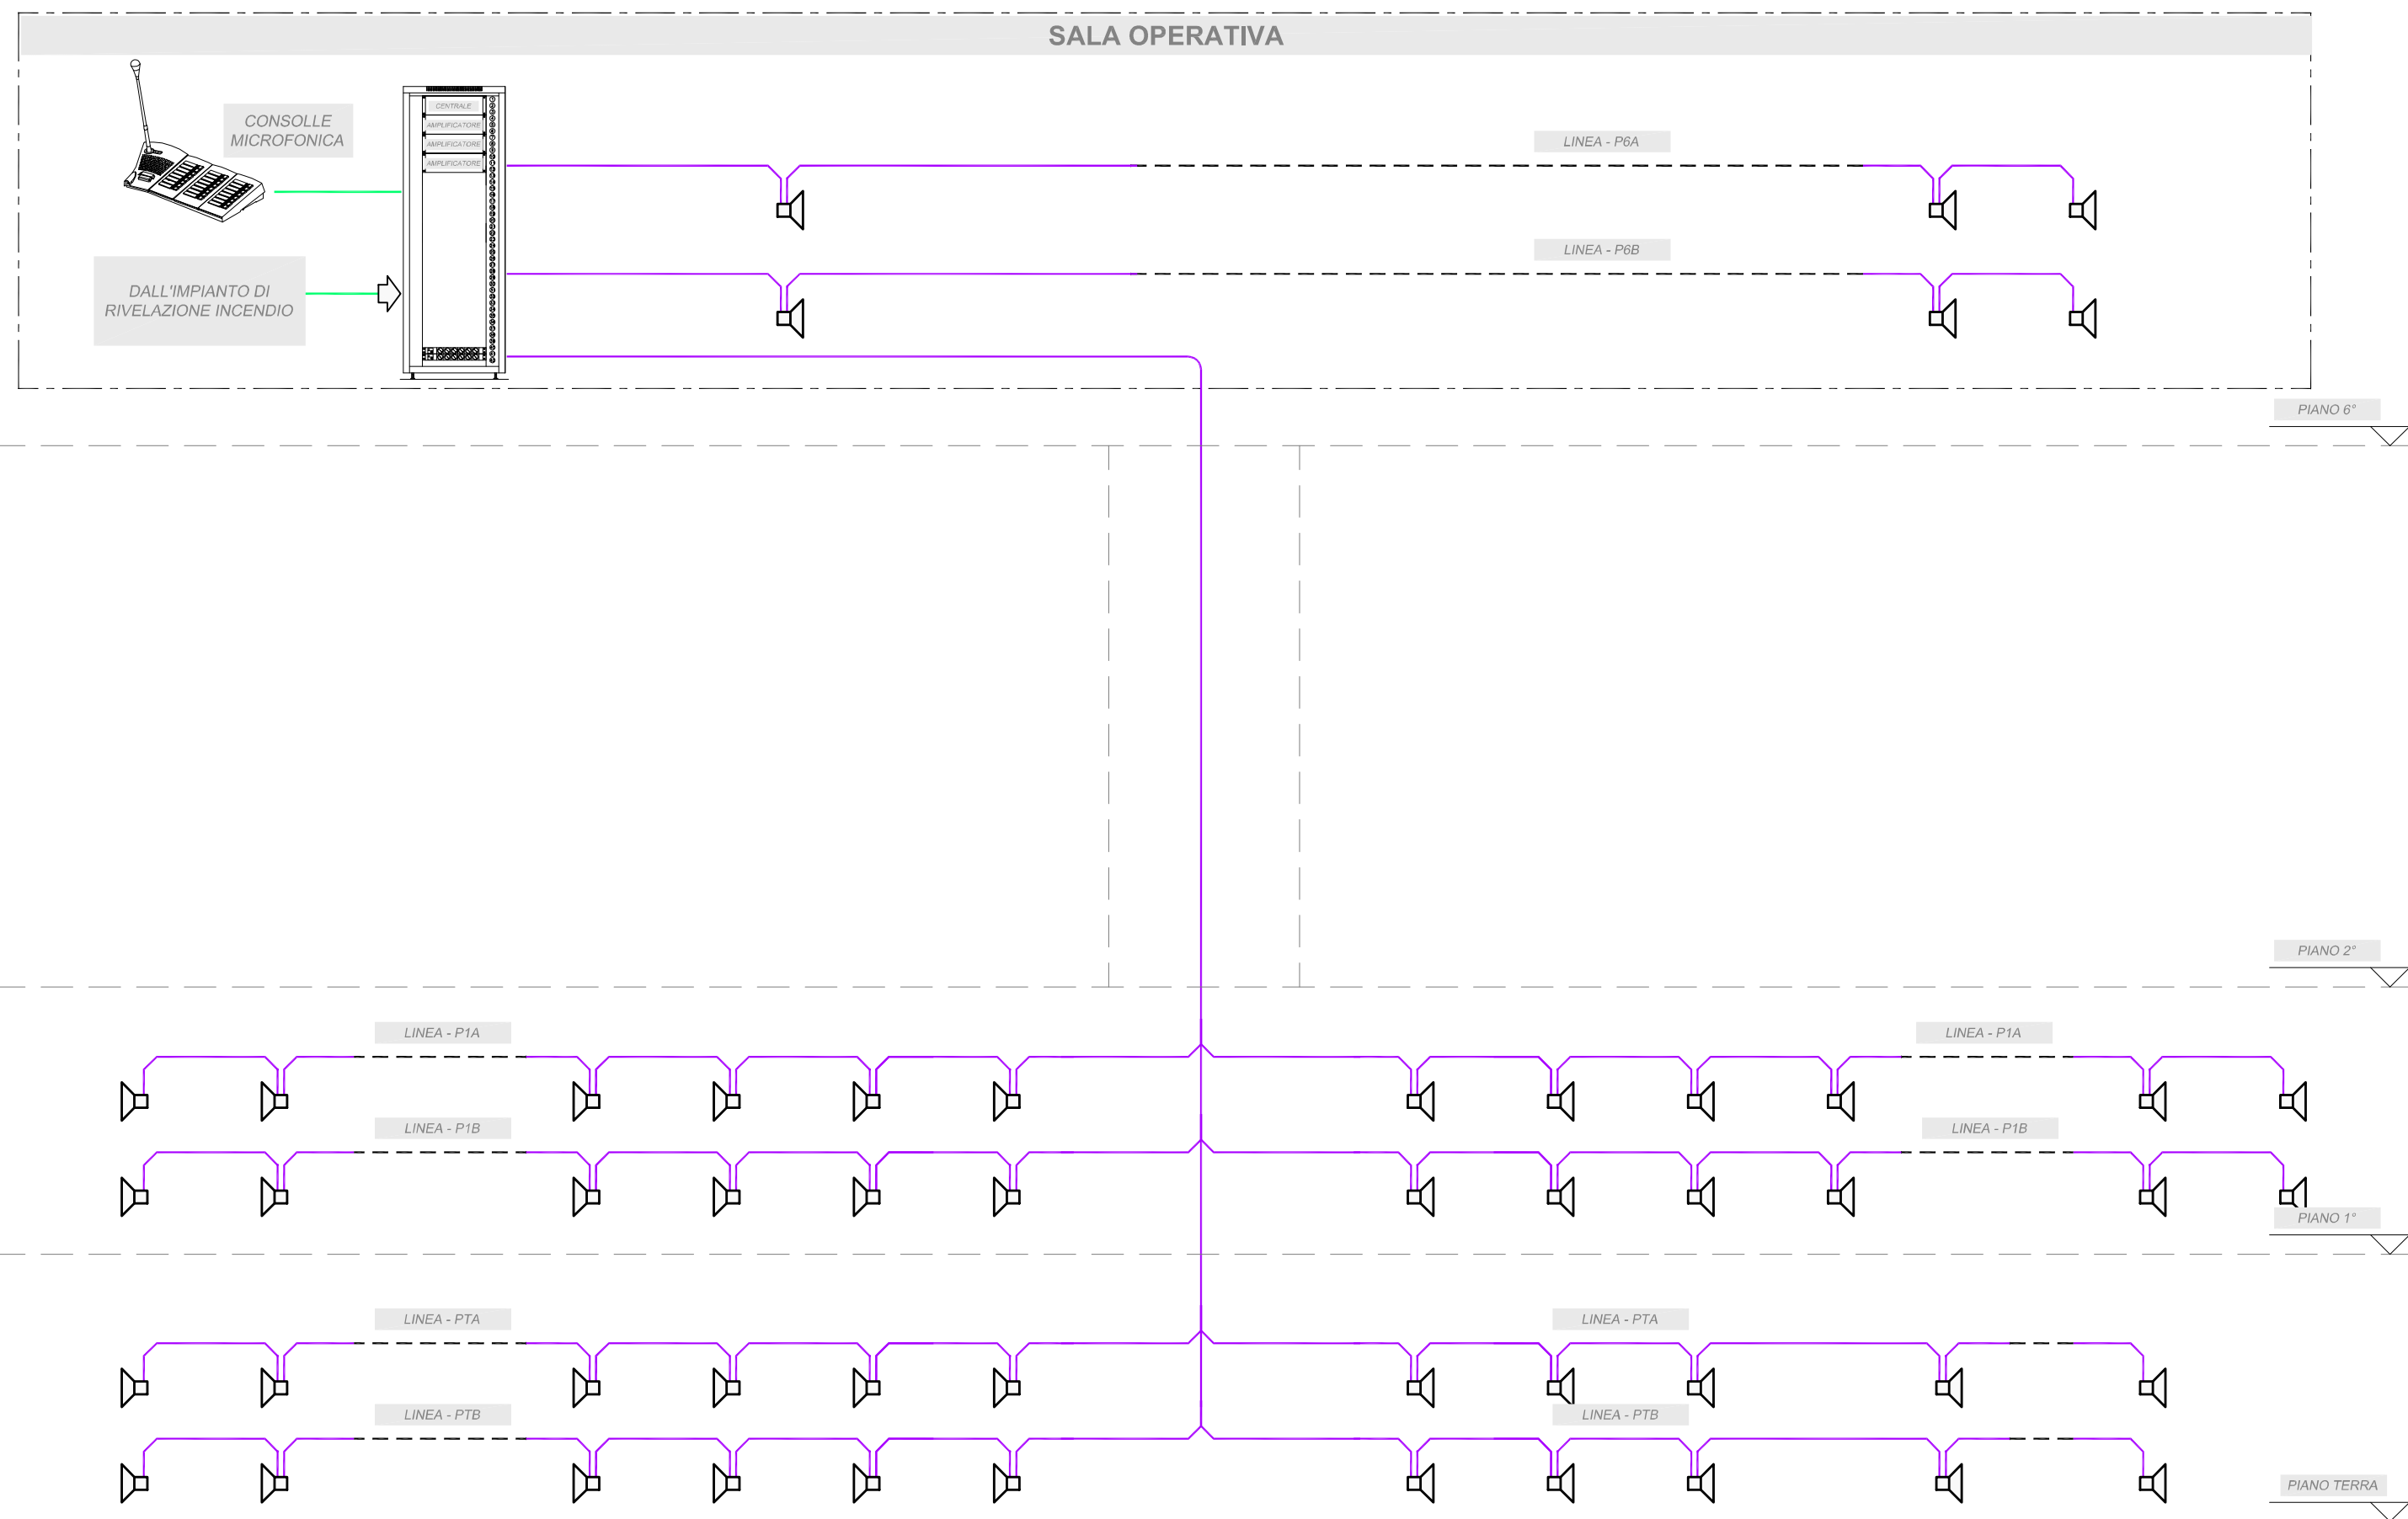 SALA OPERATIVA
CONSOLLE
MICROFONICA
CENTRALE
AMPLIFICATORE
AMPLIFICATORE
AMPLIFICATORE
LINEA - P6A
LINEA - P6B
DALL'IMPIANTO DI
RIVELAZIONE INCENDIO
PIANO 6°
PIANO 2°
LINEA - P1A
LINEA - P1A
LINEA - P1B
LINEA - P1B
PIANO 1°
LINEA - PTA
LINEA - PTA
LINEA - PTB
LINEA - PTB
PIANO TERRA